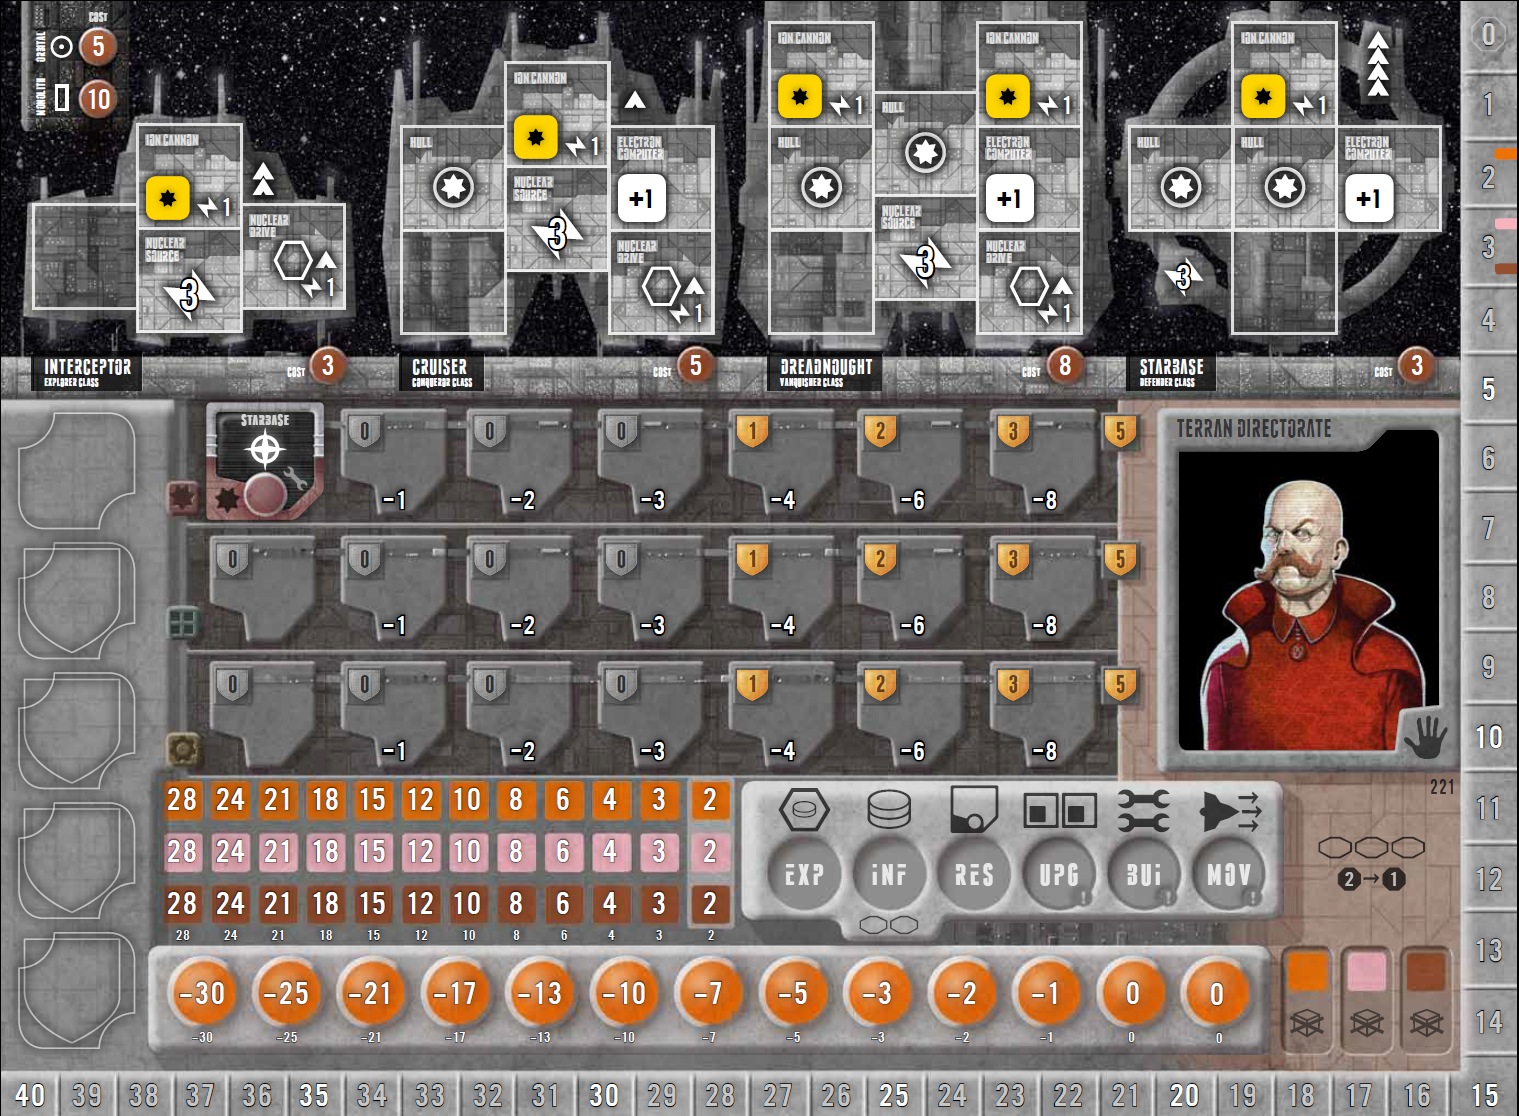 COST
ORBITAL 5
MONOLITH 10
ION CANNON 1
NUCLEAR SOURCE 3
NUCLEAR DRIVE 1
INTERCEPTOR
EXPLORER CLASS
COST 3
HULL
ION CANNON 1
NUCLEAR SOURCE 3
ELECTRON COMPUTER +1
NUCLEAR DRIVE 1
CRUISER
CONQUEROR CLASS
COST 5
ION CANNON 1
HULL
HULL
NUCLEAR SOURCE 3
ION CANNON 1
ELECTRON COMPUTER +1
NUCLEAR DRIVE 1
DREADNOUGHT
VANQUISHER CLASS
COST 8
ION CANNON 1
HULL
HULL
ELECTRON COMPUTER +1
3
STARBASE
DEFENDER CLASS
COST 3
STARBASE
0 0 0 1 2 3 5
-1 -2 -3 -4 -6 -8
0 0 0 0 1 2 3 5
-1 -2 -3 -4 -6 -8
0 0 0 0 1 2 3 5
-1 -2 -3 -4 -6 -8
TERRAN DIRECTORATE
221
28 24 21 18 15 12 10 8 6 4 3 2
28 24 21 18 15 12 10 8 6 4 3 2
28 24 21 18 15 12 10 8 6 4 3 2
28 24 21 18 15 12 10 8 6 4 3 2
EXP INF RES UPG BUI MOV
! ! !
2→1
-30 -25 -21 -17 -13 -10 -7 -5 -3 -2 -1 0 0
-30 -25 -21 -17 -13 -10 -7 -5 -3 -2 -1 0 0
0
1
2
3
4
5
6
7
8
9
10
11
12
13
14
40 39 38 37 36 35 34 33 32 31 30 29 28 27 26 25 24 23 22 21 20 19 18 17 16 15